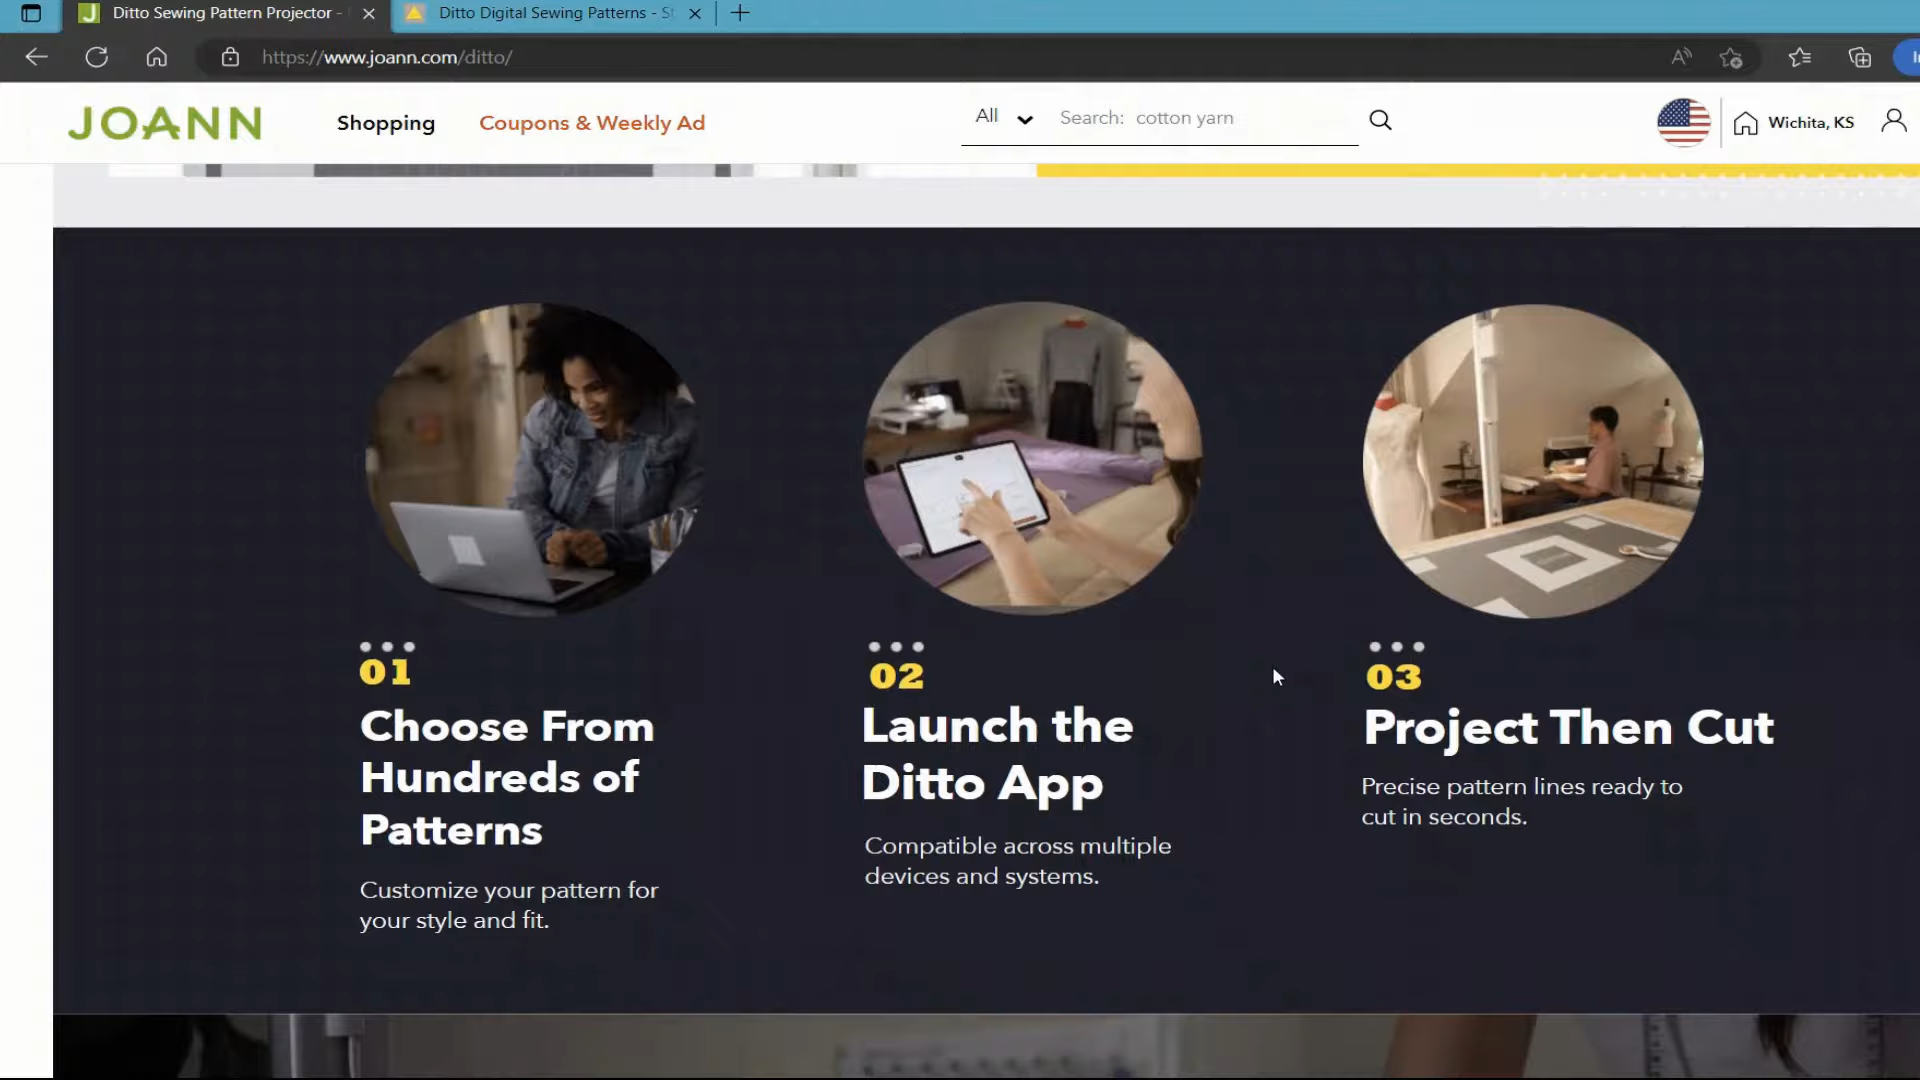 Ditto Sewing Pattern Projector -
Ditto Digital Sewing Patterns -
https://www.joann.com/ditto/
JOANN
Shopping
Coupons & Weekly Ad
All
Search: cotton yarn
Wichita, KS
01
Choose From
Hundreds of
Patterns
Customize your pattern for
your style and fit.
02
Launch the
Ditto App
Compatible across multiple
devices and systems.
03
Project Then Cut
Precise pattern lines ready to
cut in seconds.